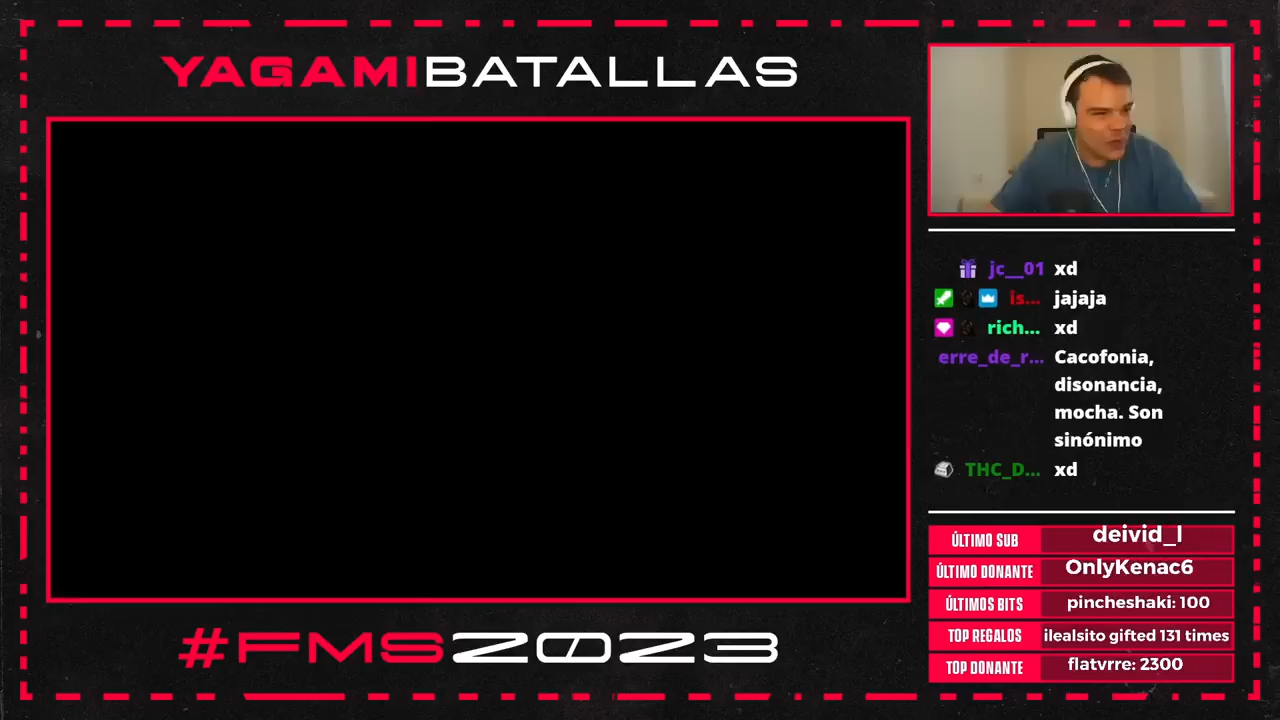 YAGAMIBATALLAS
jc__01 xd
is... jajaja
rich... xd
erre_de_r... Cacofonia,
disonancia,
mocha. Son
sinónimo
THC_D... xd
ÚLTIMO SUB deivid_l
ÚLTIMO DONANTE OnlyKenac6
ÚLTIMOS BITS pincheshaki: 100
TOP REGALOS ilealsito gifted 131 times
TOP DONANTE flatvrre: 2300
#FMS2023